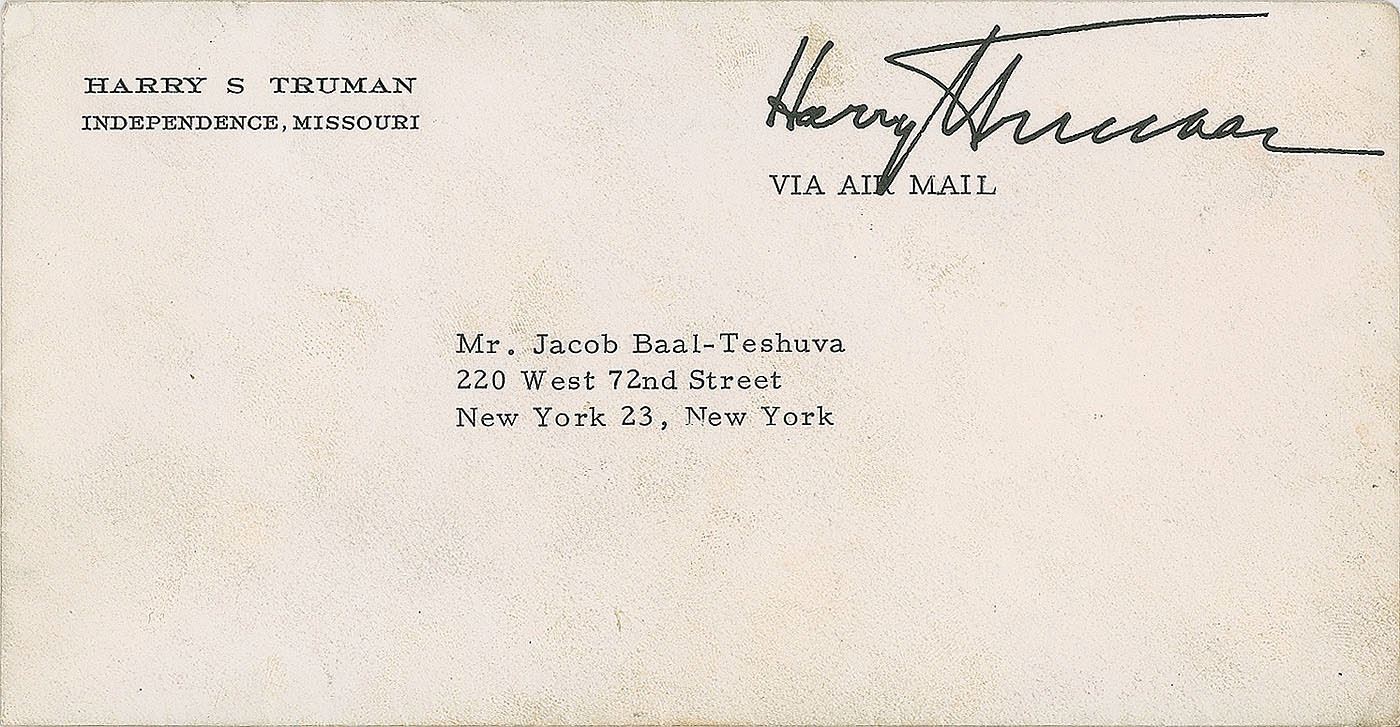 HARRY S TRUMAN
INDEPENDENCE, MISSOURI
Harry S Truman
VIA AIR MAIL
Mr. Jacob Baal-Teshuva
220 West 72nd Street
New York 23, New York